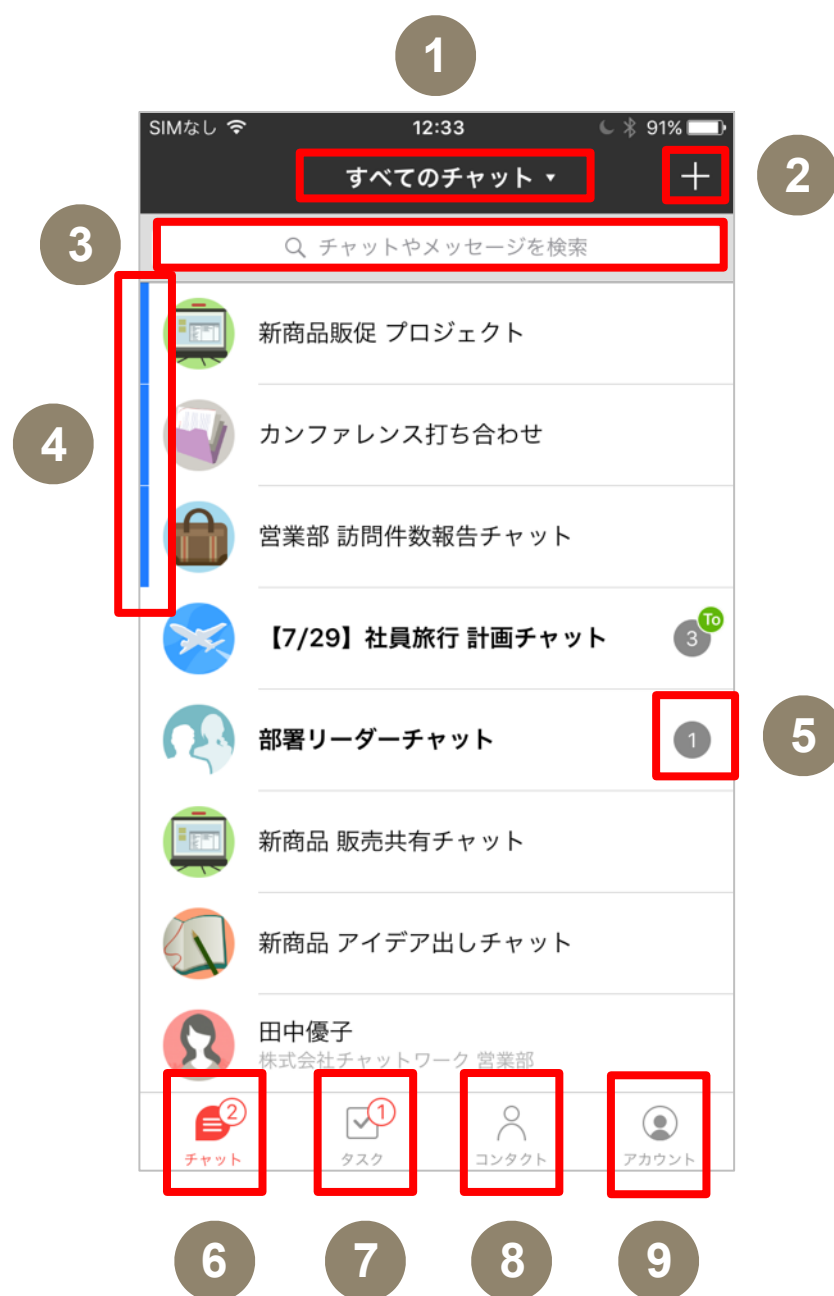 1
SIMなし 12:33 91%
すべてのチャット ▼
2
3
チャットやメッセージを検索
新商品販促 プロジェクト
4
カンファレンス打ち合わせ
営業部 訪問件数報告チャット
【7/29】社員旅行 計画チャット
3 To
部署リーダーチャット
1
5
新商品 販売共有チャット
新商品 アイデア出しチャット
田中優子
株式会社チャットワーク 営業部
2 1
チャット タスク コンタクト アカウント
6 7 8 9